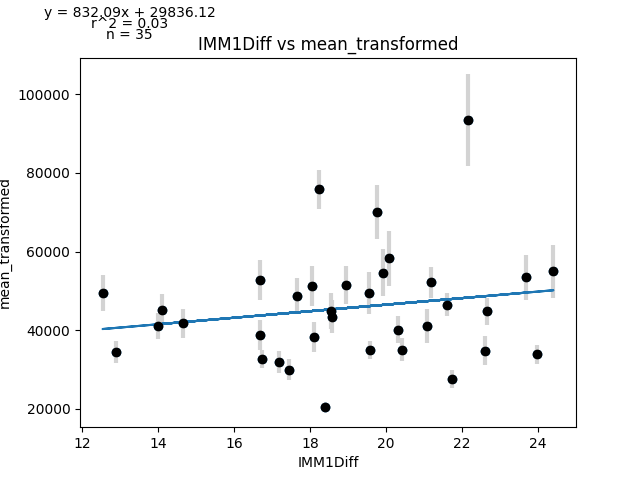 y = 832.09x + 29836.12
r^2 = 0.03
n = 35
IMM1Diff vs mean_transformed
100000
80000
60000
40000
20000
mean_transformed
12 14 16 18 20 22 24
IMM1Diff